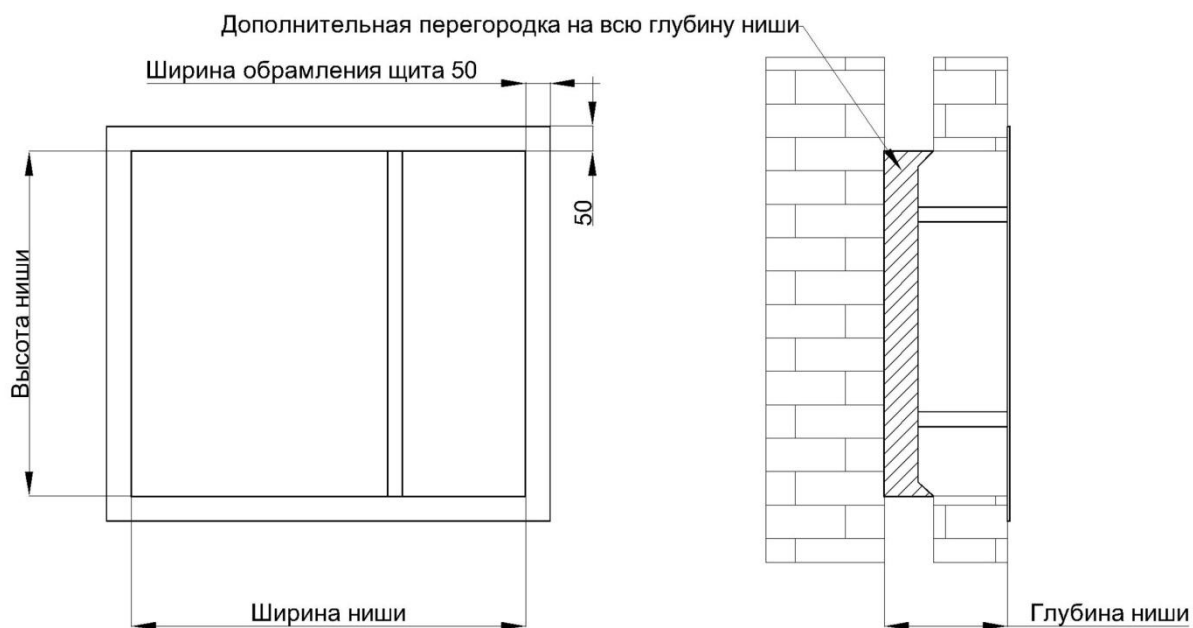 Дополнительная перегородка на всю глубину ниши
Ширина обрамления щита 50
50
Высота ниши
Ширина ниши
Глубина ниши